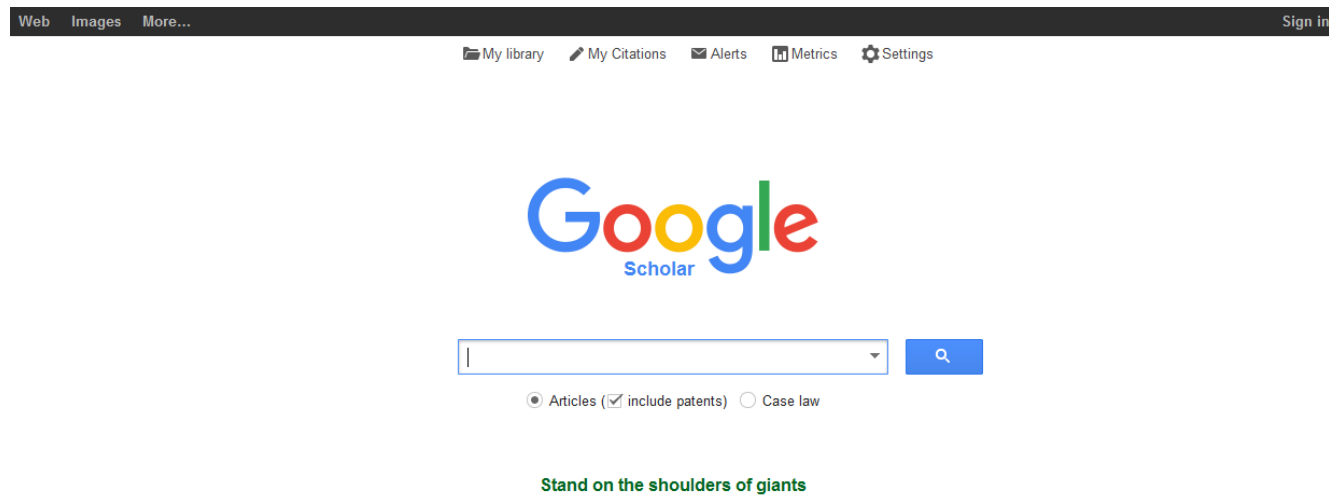 Web Images More... Sign in
My library My Citations Alerts Metrics Settings
Google
Scholar
Articles ( include patents) Case law
Stand on the shoulders of giants